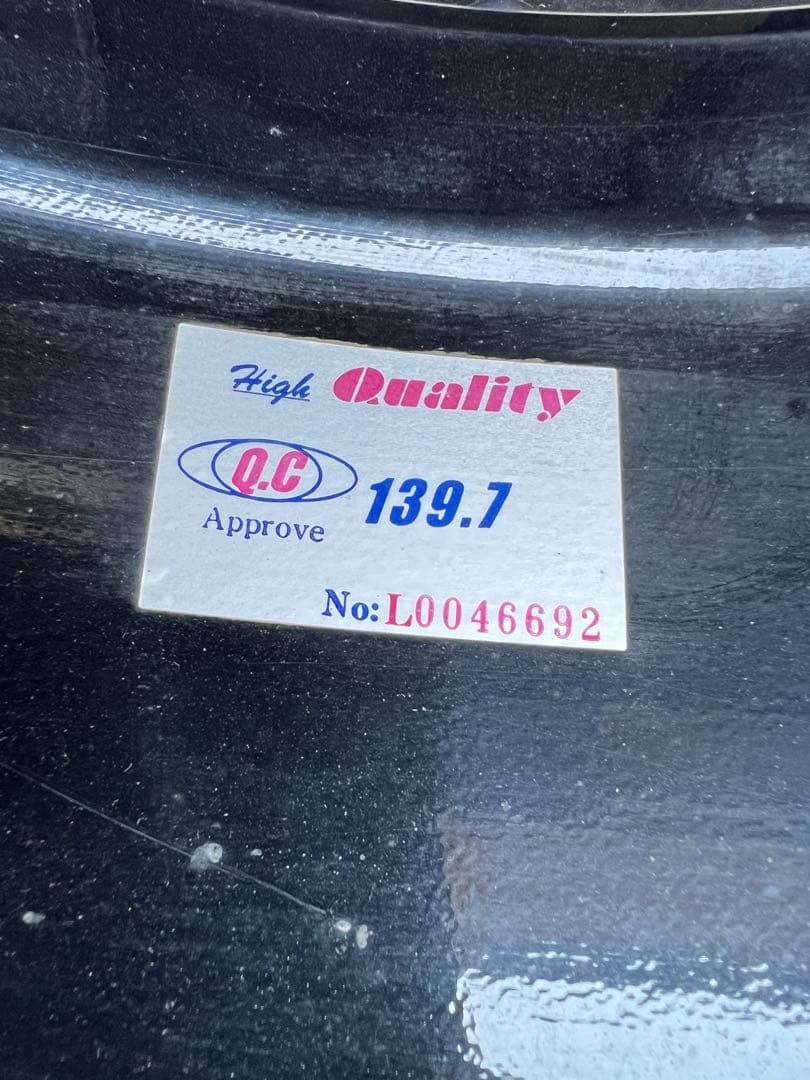 High Quality
Q.C
139.7
Approve
No:L0046692